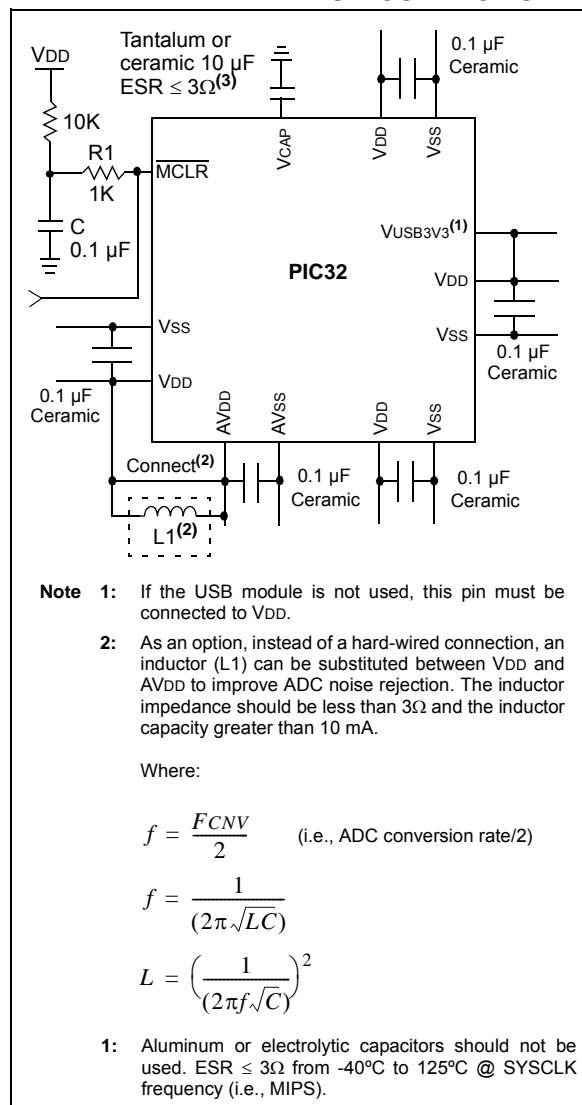 VDD
Tantalum or
ceramic 10 µF
ESR ≤ 3Ω(3)
0.1 µF
Ceramic
10K
R1
1K
C
0.1 µF
MCLR
VCAP
VDD
VSS
VUSB3V3(1)
PIC32
VDD
VSS
0.1 µF
Ceramic
VSS
VDD
0.1 µF
Ceramic
AVDD
AVSS
VDD
VSS
Connect(2)
0.1 µF
Ceramic
0.1 µF
Ceramic
L1(2)
Note 1: If the USB module is not used, this pin must be
connected to VDD.
2: As an option, instead of a hard-wired connection, an
inductor (L1) can be substituted between VDD and
AVDD to improve ADC noise rejection. The inductor
impedance should be less than 3Ω and the inductor
capacity greater than 10 mA.
Where:
f = FCNV / 2 (i.e., ADC conversion rate/2)
f = 1 / (2π√LC)
L = (1 / (2πf√C))²
1: Aluminum or electrolytic capacitors should not be
used. ESR ≤ 3Ω from -40ºC to 125ºC @ SYSCLK
frequency (i.e., MIPS).